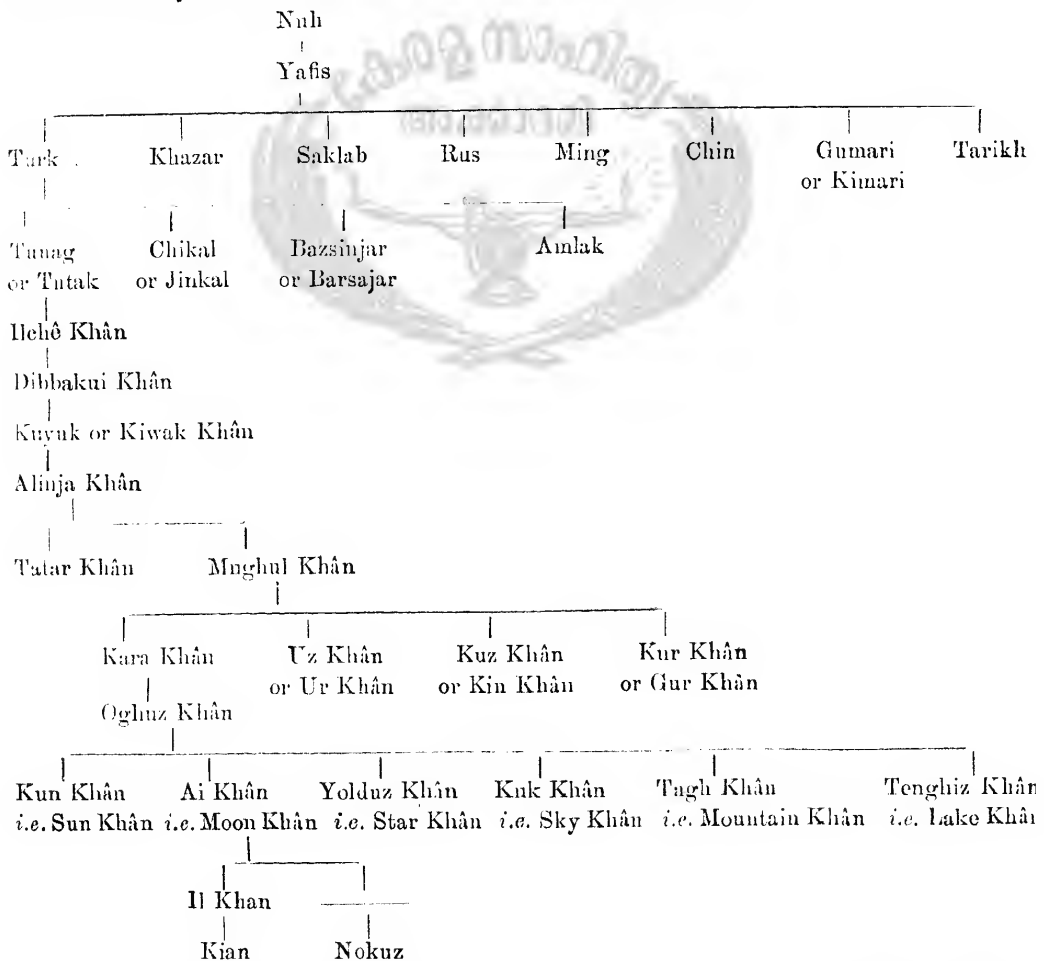 Nuh
Yafis
Turk Khazar Saklab Rus Ming Chin Gumari Tarikh
or Kimari
Tunag Chikal Bazsinjar Amlak
or Tutak or Jinkal or Barsajar
Ilchê Khân
Dibbakui Khân
Kuyuk or Kiwak Khân
Alinja Khân
Tatar Khân Mughul Khân
Kara Khân Uz Khân Kuz Khân Kur Khân
or Ur Khân or Kin Khân or Gur Khân
Oghuz Khân
Kun Khân Ai Khân Yolduz Khân Kuk Khân Tagh Khân Tenghiz Khân
i.e. Sun Khân i.e. Moon Khân i.e. Star Khân i.e. Sky Khân i.e. Mountain Khân i.e. Lake Khân
Il Khan
Kian Nokuz